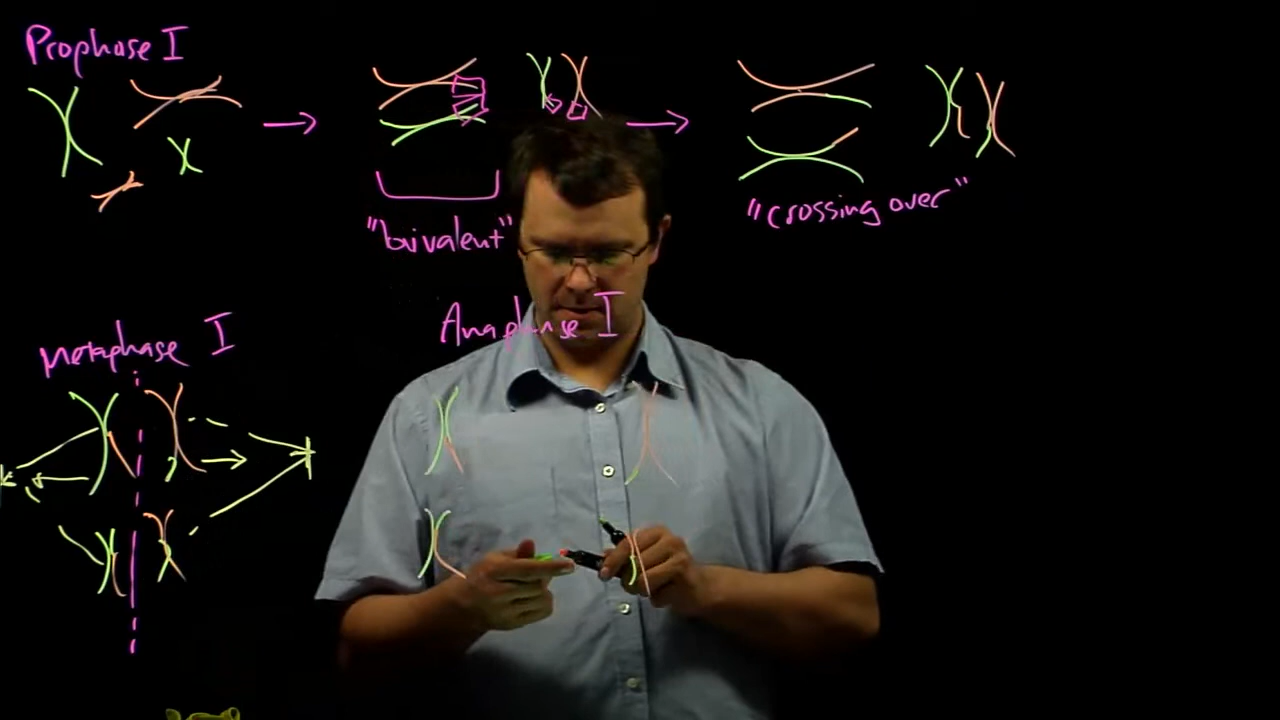 Prophase I
"bivalent"
"crossing over"
Metaphase I
Anaphase I